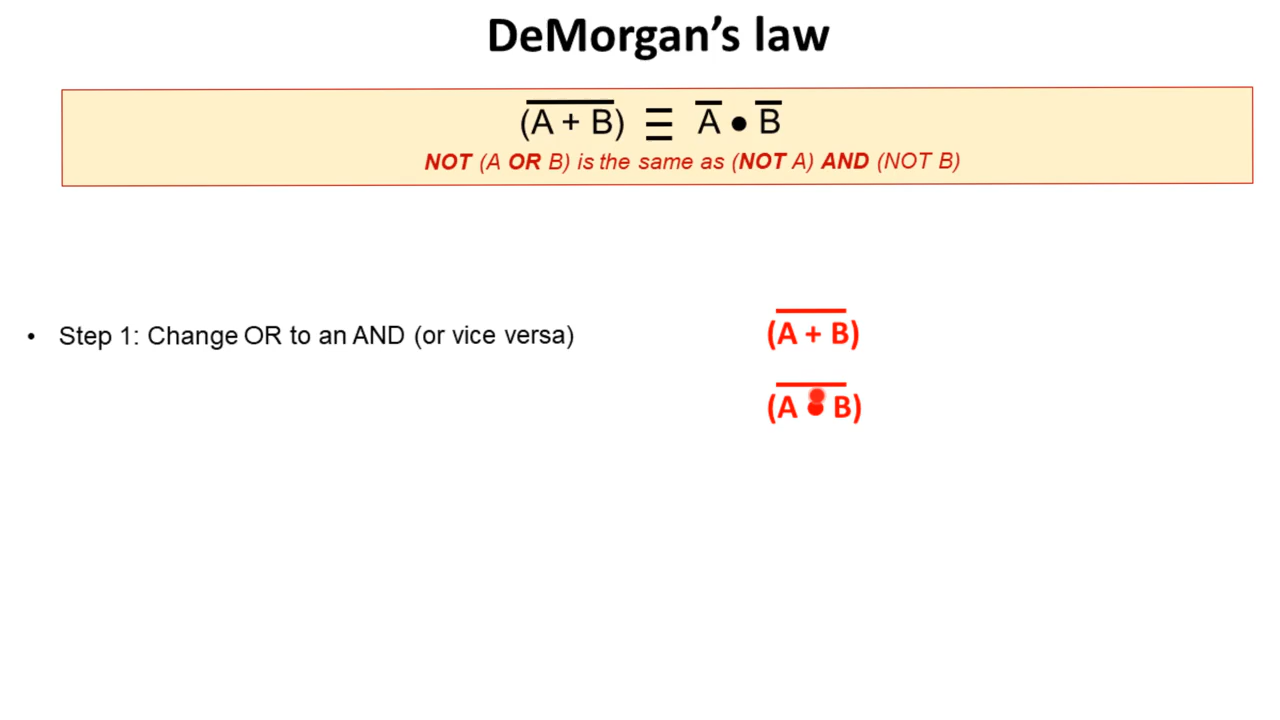 DeMorgan’s law
(A̅ ̅+̅ ̅B̅) ≡ A̅ • B̅
NOT (A OR B) is the same as (NOT A) AND (NOT B)
• Step 1: Change OR to an AND (or vice versa)
(A̅ ̅+̅ ̅B̅)
(A̅ ̅•̅ ̅B̅)